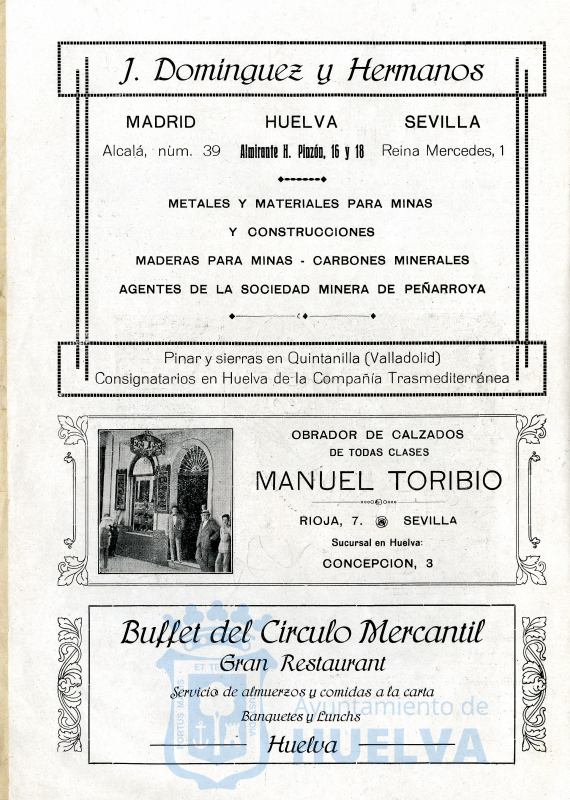 J. Domínguez y Hermanos
MADRID HUELVA SEVILLA
Alcalá, nùm. 39 Almirante H. Pinzón, 16 y 18 Reina Mercedes, 1
METALES Y MATERIALES PARA MINAS
Y CONSTRUCCIONES
MADERAS PARA MINAS - CARBONES MINERALES
AGENTES DE LA SOCIEDAD MINERA DE PEÑARROYA
Pinar y sierras en Quintanilla (Valladolid)
Consignatarios en Huelva de la Compañía Trasmediterránea
OBRADOR DE CALZADOS
DE TODAS CLASES
MANUEL TORIBIO
RIOJA, 7. SEVILLA
Sucursal en Huelva:
CONCEPCION, 3
Buffet del Círculo Mercantil
Gran Restaurant
Servicio de almuerzos y comidas a la carta
Banquetes y Lunchs
Huelva
Ayuntamiento de
HUELVA